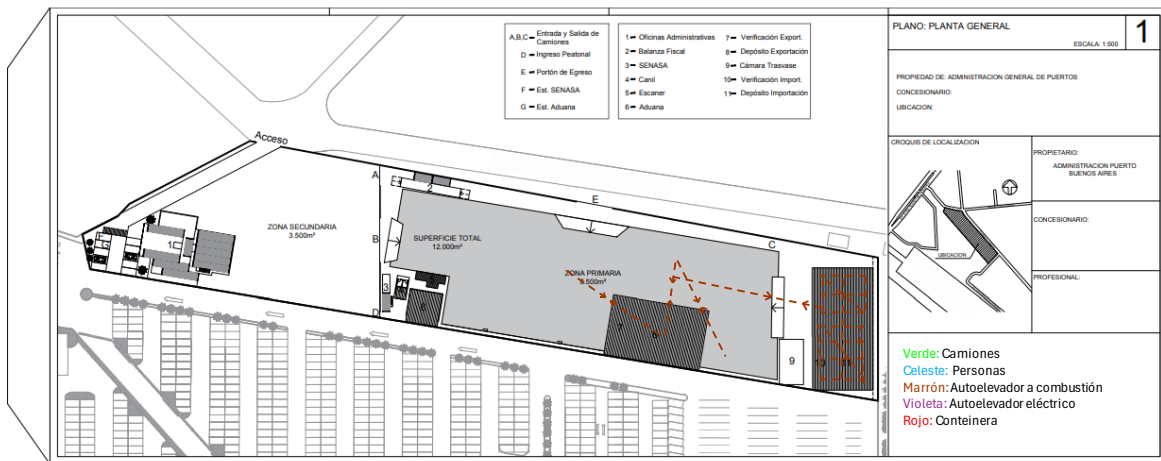 A,B,C Entrada y Salida de
Camiones
D Ingreso Peatonal
E Portón de Egreso
F Est. SENASA
G Est. Aduana
1 Oficinas Administrativas
2 Balanza Fiscal
3 SENASA
4 Canil
5 Escaner
6 Aduana
7 Verificación Export.
8 Depósito Exportación
9 Cámara Trasvase
10 Verificación Import.
11 Depósito Importación
PLANO: PLANTA GENERAL
ESCALA: 1:500
1
PROPIEDAD DE: ADMINISTRACION GENERAL DE PUERTOS
CONCESIONARIO:
UBICACION:
CROQUIS DE LOCALIZACION
UBICACION
PROPIETARIO:
ADMINISTRACION PUERTO
BUENOS AIRES
CONCESIONARIO:
PROFESIONAL:
Verde: Camiones
Celeste: Personas
Marrón: Autoelevador a combustión
Violeta: Autoelevador eléctrico
Rojo: Conteinera
Acceso
A
2
E
ZONA SECUNDARIA
3.500m²
B
SUPERFICIE TOTAL
12.000m²
C
ZONA PRIMARIA
8.500m²
F
G
1
3
6
D
7
8
9
10
11